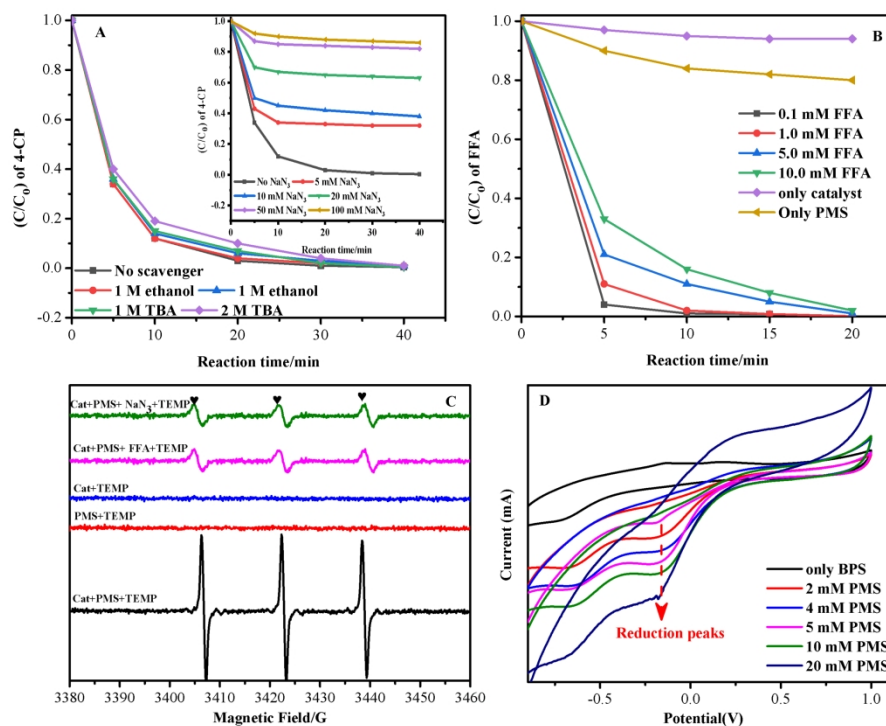 A
(C/C0) of 4-CP
1.0
0.8
0.6
0.4
0.2
0.0
-0.2
0
10
20
30
40
Reaction time/min
No scavenger
1 M ethanol
1 M ethanol
1 M TBA
2 M TBA
(C/C0) of 4-CP
1.0
0.8
0.6
0.4
0.2
0.0
-0.2
No NaN3
5 mM NaN3
10 mM NaN3
20 mM NaN3
50 mM NaN3
100 mM NaN3
0
10
20
30
40
Reaction time/min
B
(C/C0) of FFA
1.0
0.8
0.6
0.4
0.2
0.0
0
5
10
15
20
Reaction time/min
0.1 mM FFA
1.0 mM FFA
5.0 mM FFA
10.0 mM FFA
only catalyst
Only PMS
C
Cat+PMS+ NaN3+TEMP
Cat+PMS+ FFA+TEMP
Cat+TEMP
PMS+TEMP
Cat+PMS+TEMP
3380
3390
3400
3410
3420
3430
3440
3450
3460
Magnetic Field/G
D
Current (mA)
Reduction peaks
only BPS
2 mM PMS
4 mM PMS
5 mM PMS
10 mM PMS
20 mM PMS
-0.5
0.0
0.5
1.0
Potential(V)